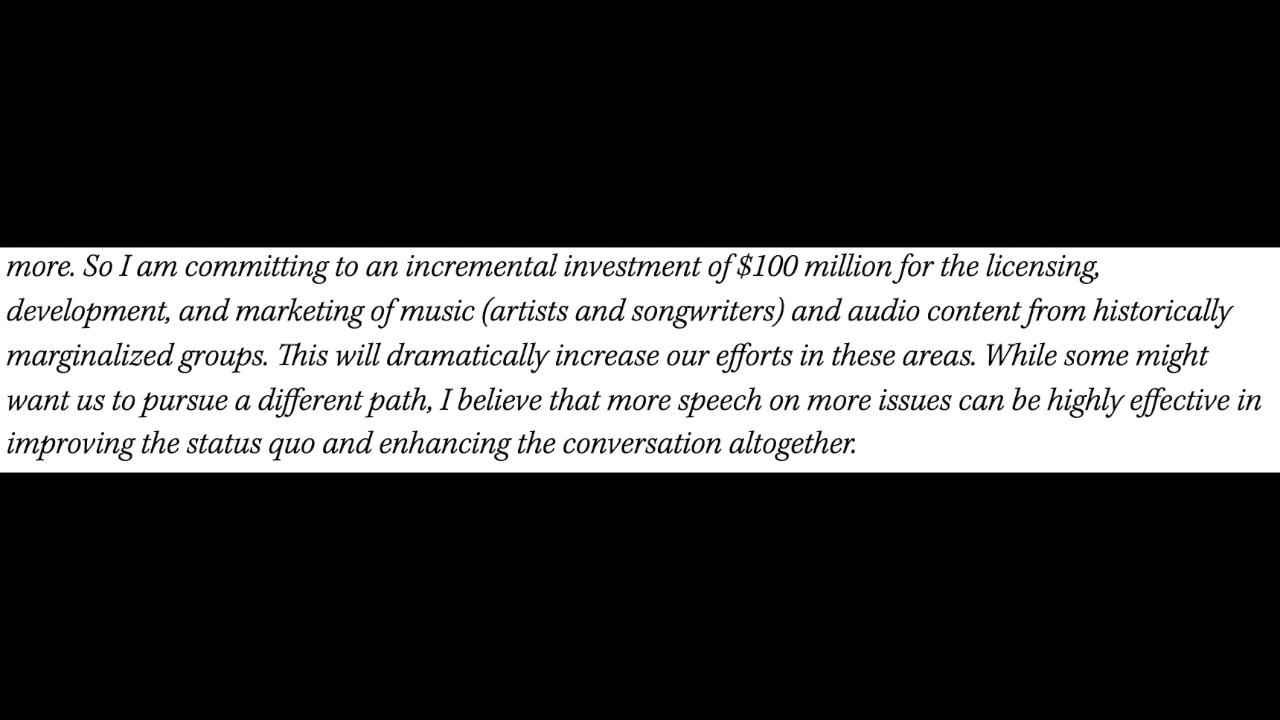 more. So I am committing to an incremental investment of $100 million for the licensing,
development, and marketing of music (artists and songwriters) and audio content from historically
marginalized groups. This will dramatically increase our efforts in these areas. While some might
want us to pursue a different path, I believe that more speech on more issues can be highly effective in
improving the status quo and enhancing the conversation altogether.